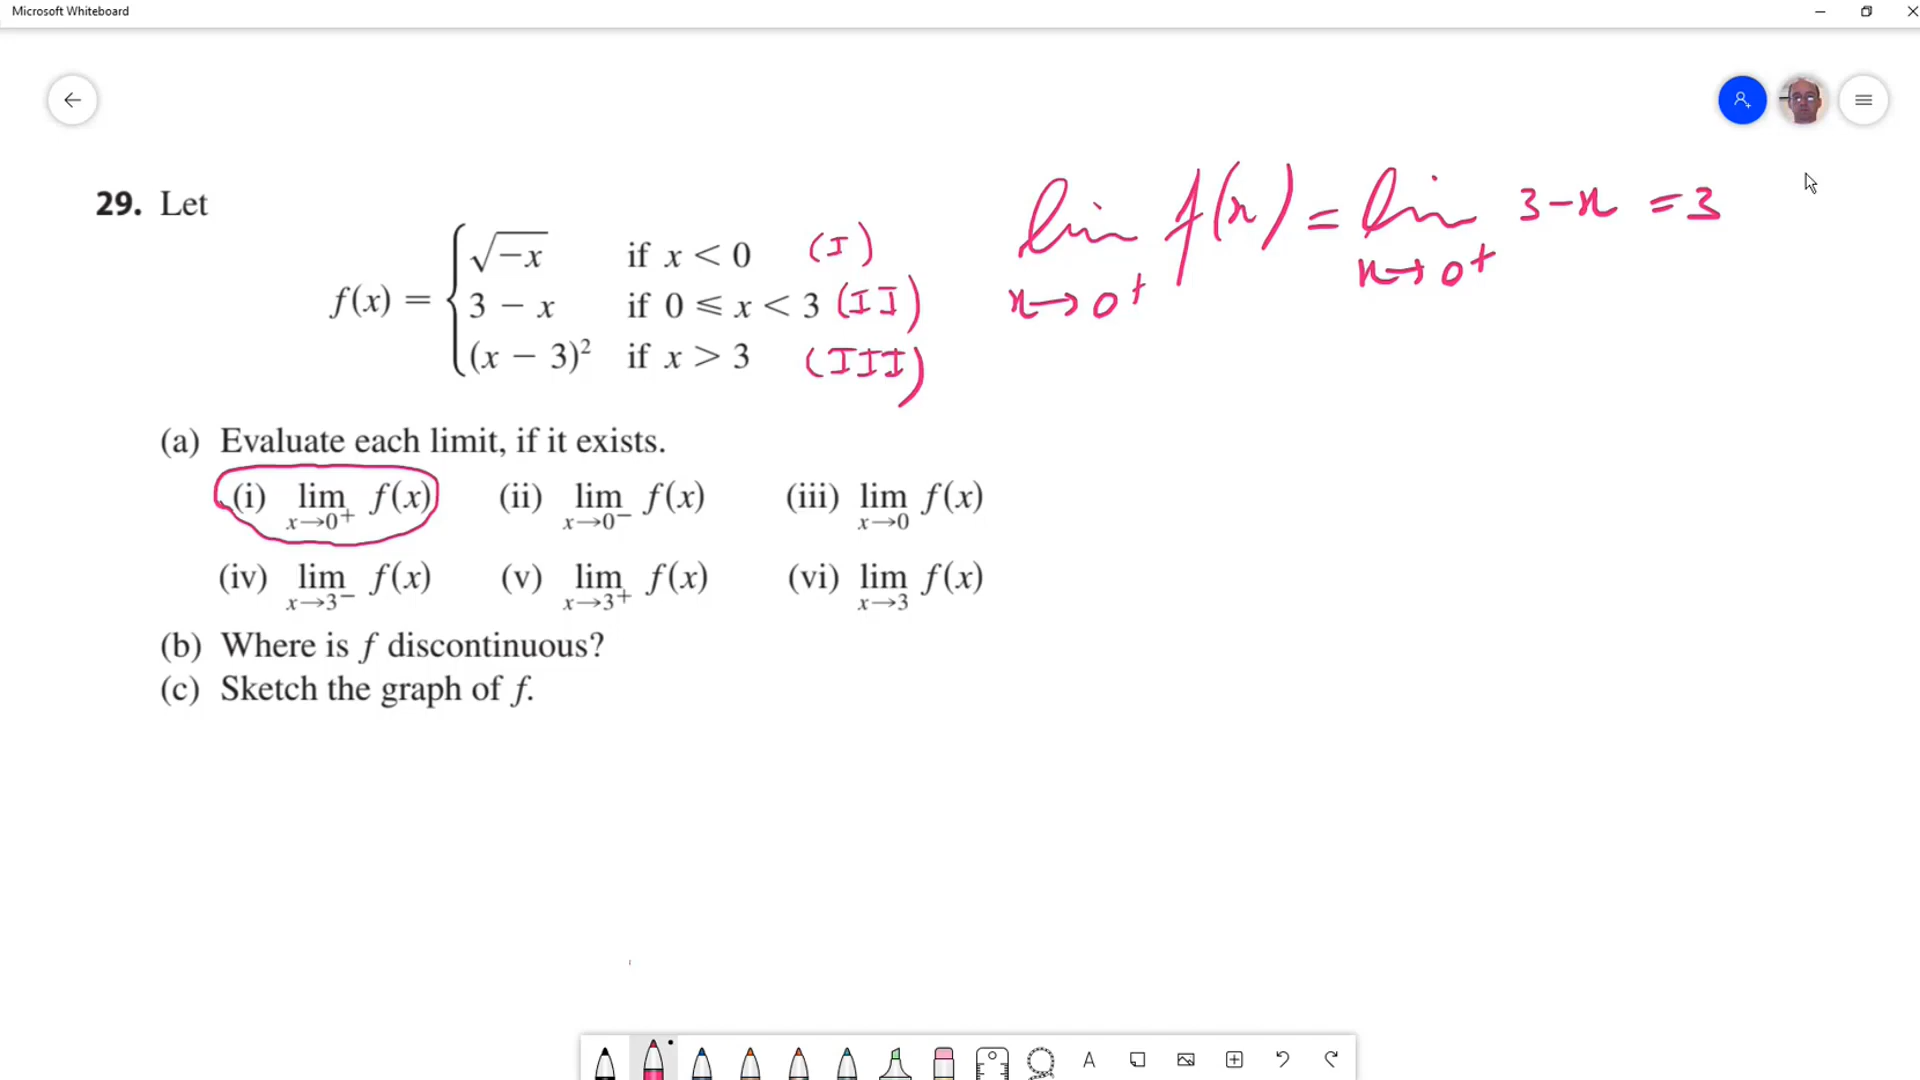 Microsoft Whiteboard
29. Let
f(x) = { √−x if x < 0 (I)
3 − x if 0 ⩽ x < 3 (II)
(x − 3)² if x > 3 (III)
lim f(x) = lim 3−x = 3
x→0⁺ x→0⁺
(a) Evaluate each limit, if it exists.
(i) lim x→0⁺ f(x) (ii) lim x→0⁻ f(x) (iii) lim x→0 f(x)
(iv) lim x→3⁻ f(x) (v) lim x→3⁺ f(x) (vi) lim x→3 f(x)
(b) Where is f discontinuous?
(c) Sketch the graph of f.
A